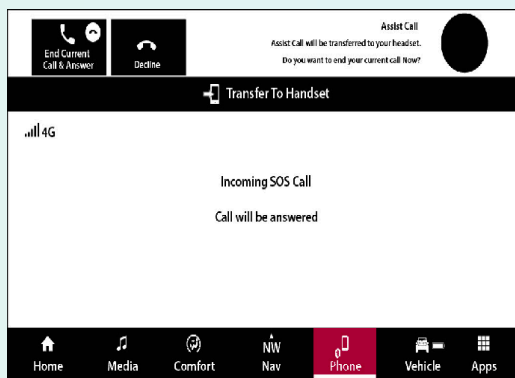 End Current
Call & Answer
Decline
Assist Call
Assist Call will be transferred to your headset.
Do you want to end your current call Now?
Transfer To Handset
4G
Incoming SOS Call
Call will be answered
Home
Media
Comfort
NW
Nav
0
Phone
Vehicle
Apps